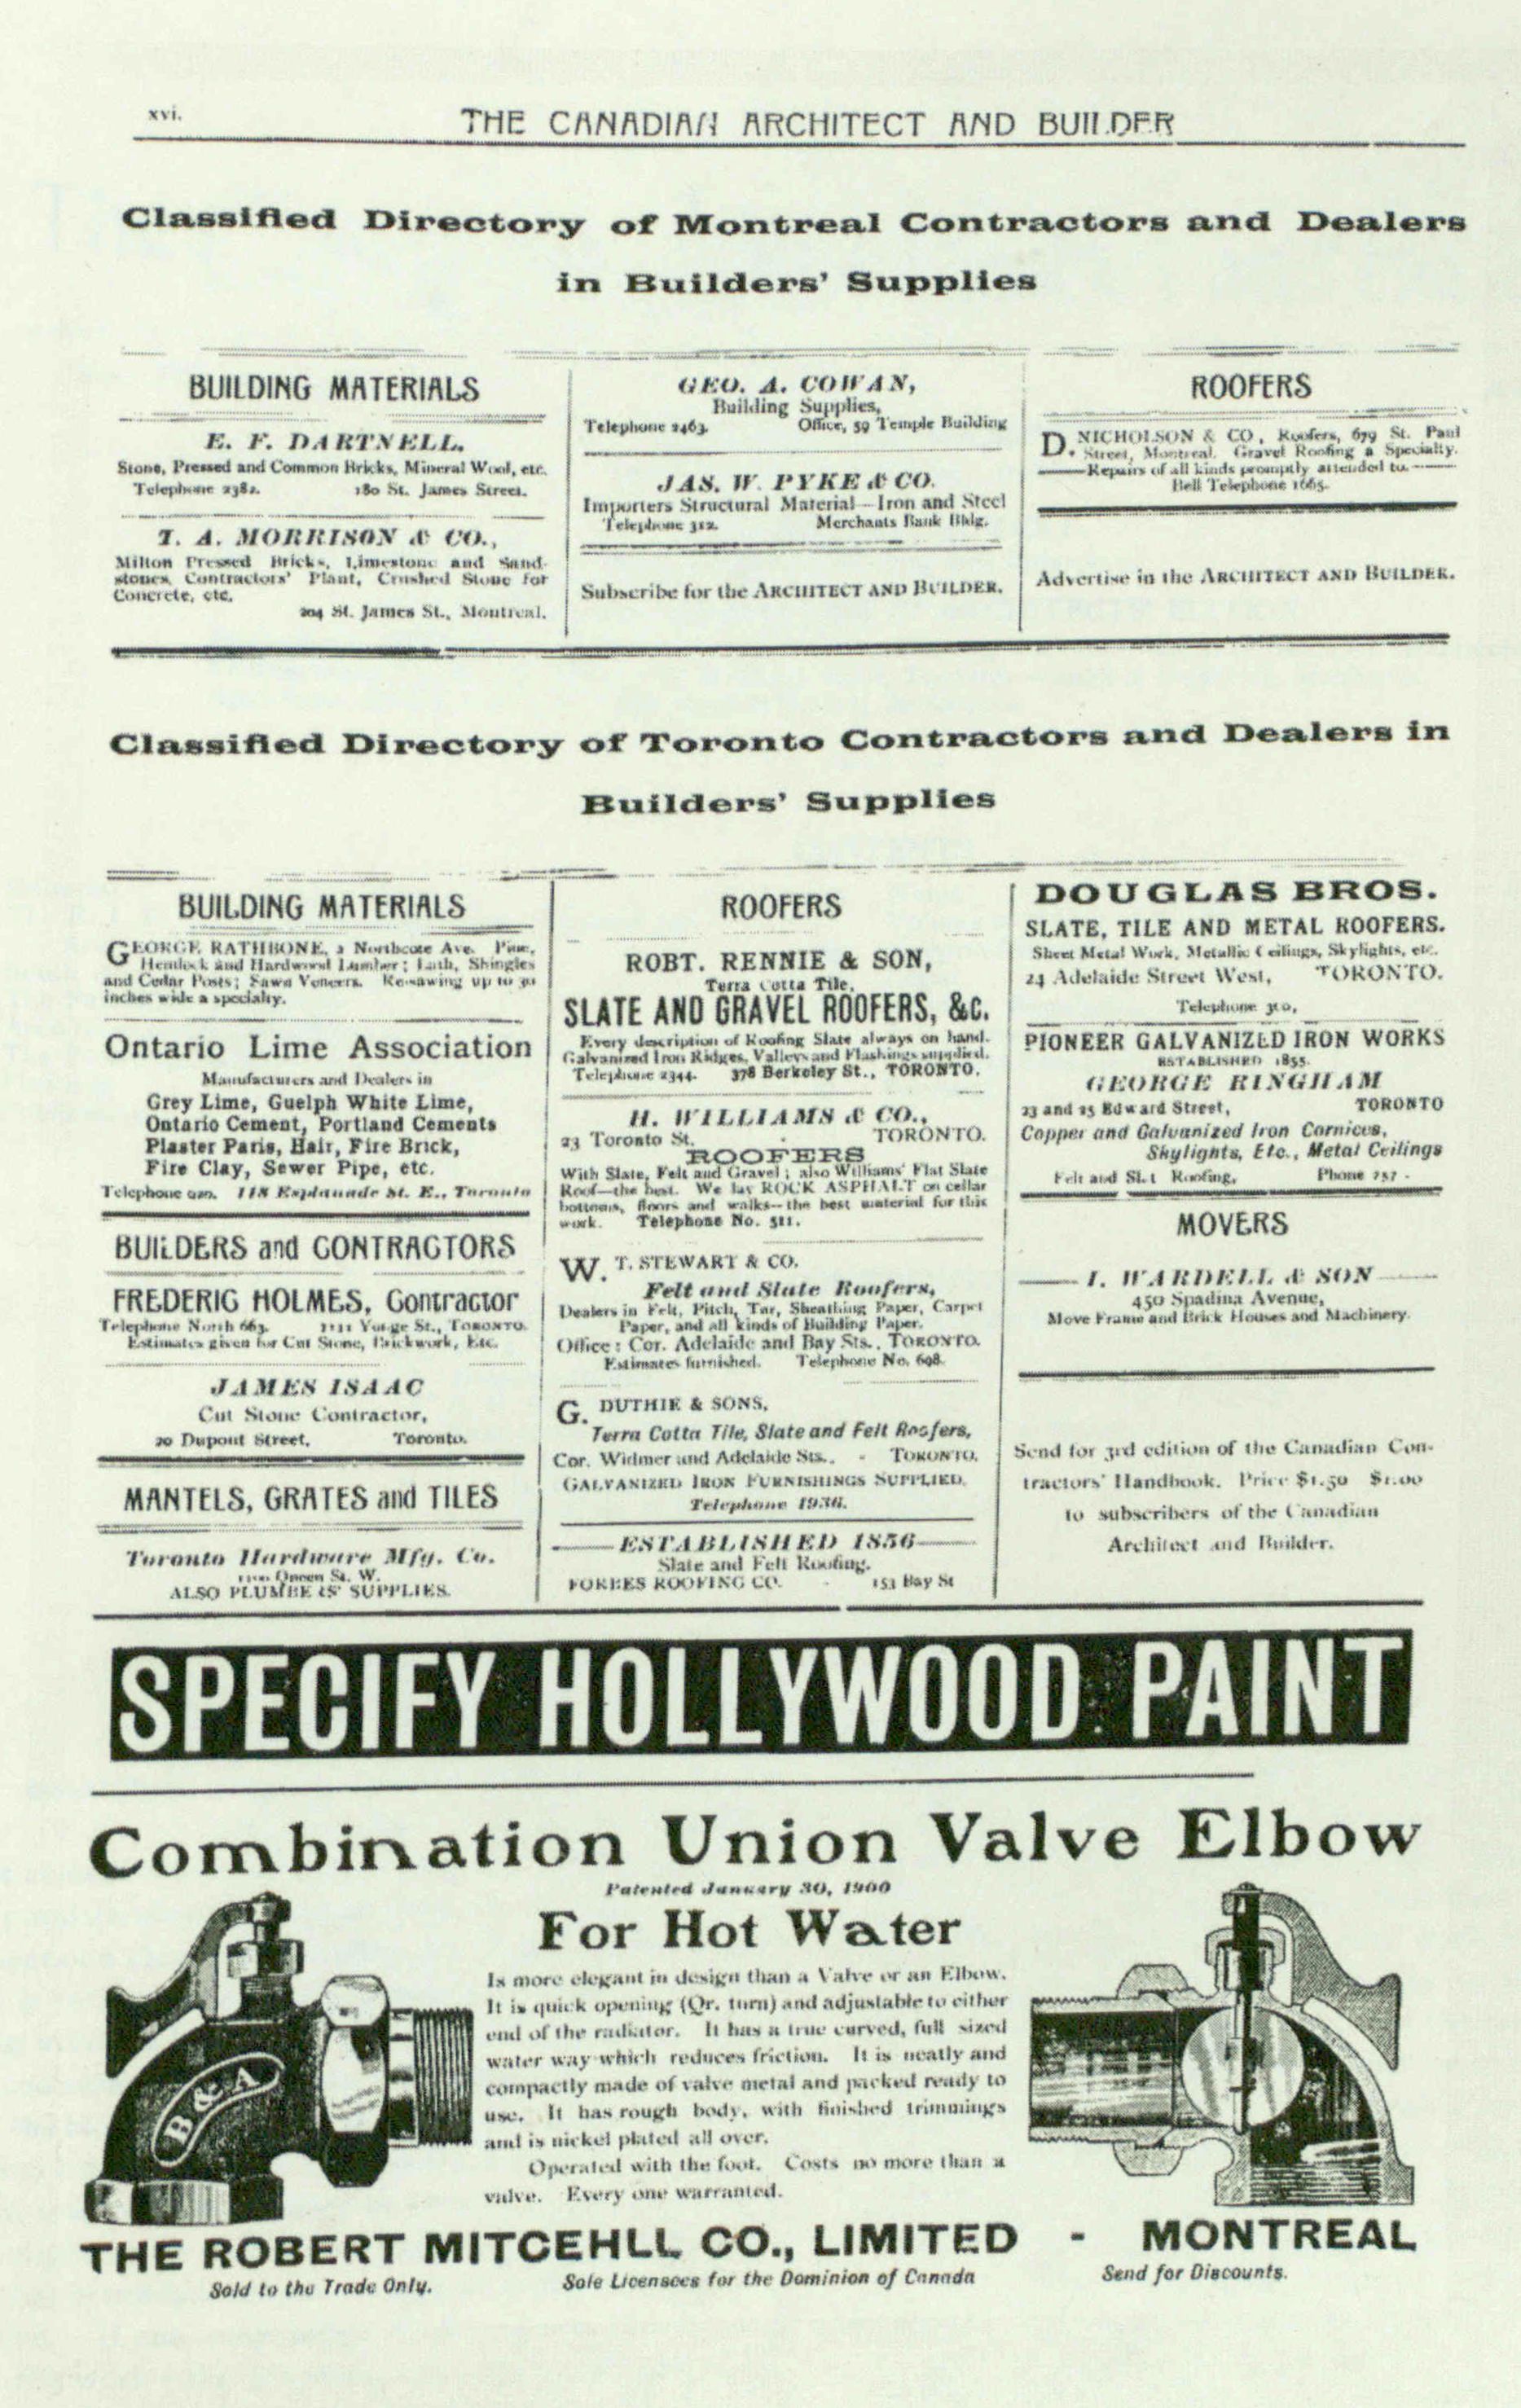 xvi.
THE CANADIAN ARCHITECT AND BUILDER
Classified Directory of Montreal Contractors and Dealers
in Builders' Supplies
BUILDING MATERIALS
E. F. DARTNELL.
Stone, Pressed and Common Bricks, Mineral Wool, etc.
Telephone 2382. 180 St. James Street.
T. A. MORRISON & CO.,
Milton Pressed Bricks, Limestone and Sand-
stones, Contractors' Plant, Crushed Stone for
Concrete, etc.
204 St. James St., Montreal.
GEO. A. COWAN,
Building Supplies,
Telephone 2463. Office, 59 Temple Building
JAS. W. PYKE & CO.
Importers Structural Material—Iron and Steel
Telephone 312. Merchants Bank Bldg.
Subscribe for the ARCHITECT AND BUILDER.
ROOFERS
D. NICHOLSON & CO, Roofers, 679 St. Paul
Street, Montreal. Gravel Roofing a Specialty.
Repairs of all kinds promptly attended to.
Bell Telephone 1665.
Advertise in the ARCHITECT AND BUILDER.
Classified Directory of Toronto Contractors and Dealers in
Builders' Supplies
BUILDING MATERIALS
GEORGE RATHBONE, 2 Northcote Ave. Pine,
Hemlock and Hardwood Lumber; Lath, Shingles
and Cedar Posts; Sawn Veneers. Re-sawing up to 30
inches wide a specialty.
Ontario Lime Association
Manufacturers and Dealers in
Grey Lime, Guelph White Lime,
Ontario Cement, Portland Cements
Plaster Paris, Hair, Fire Brick,
Fire Clay, Sewer Pipe, etc.
Telephone 118 Esplanade St. E., Toronto
BUILDERS and CONTRACTORS
FREDERIC HOLMES, Contractor
Telephone North 663. Yonge St., TORONTO.
Estimates given for Cut Stone, Brickwork, Etc.
JAMES ISAAC
Cut Stone Contractor,
20 Dupont Street, Toronto.
MANTELS, GRATES and TILES
Toronto Hardware Mfg. Co.
Queen St. W.
ALSO PLUMBERS' SUPPLIES
ROOFERS
ROBT. RENNIE & SON,
Terra Cotta Tile,
SLATE AND GRAVEL ROOFERS, &C.
Every description of Roofing Slate always on hand.
Galvanized Iron Ridges, Valleys and Flashings supplied.
Telephone 2344. 378 Berkeley St., TORONTO.
H. WILLIAMS & CO.,
23 Toronto St. TORONTO.
ROOFERS
With Slate, Felt and Gravel; also Williams' Flat Slate
Roof—the best. We lay ROCK ASPHALT on cellar
bottoms, floors and walks—the best material for this
work. Telephone No. 511.
W. T. STEWART & CO.
Felt and Slate Roofers,
Dealers in Felt, Pitch, Tar, Sheathing Paper, Carpet
Paper, and all kinds of Building Paper.
Office: Cor. Adelaide and Bay Sts., TORONTO.
Estimates furnished. Telephone No. 698.
G. DUTHIE & SONS,
Terra Cotta Tile, Slate and Felt Roofers,
Cor. Widmer and Adelaide Sts., - TORONTO.
GALVANIZED IRON FURNISHINGS SUPPLIED.
Telephone 1936.
ESTABLISHED 1856
Slate and Felt Roofing.
FORBES ROOFING CO. - 153 Bay St
DOUGLAS BROS.
SLATE, TILE AND METAL ROOFERS.
Sheet Metal Work, Metallic Ceilings, Skylights, etc.
24 Adelaide Street West, TORONTO.
Telephone
PIONEER GALVANIZED IRON WORKS
ESTABLISHED 1855.
GEORGE RINGHAM
23 and 25 Edward Street, TORONTO
Copper and Galvanized Iron Cornices,
Skylights, Etc., Metal Ceilings
Felt and Sl.t Roofing. Phone
MOVERS
I. WARDELL & SON
450 Spadina Avenue,
Move Frame and Brick Houses and Machinery.
Send for 3rd edition of the Canadian Con-
tractors' Handbook. Price $1.50 $1.00
to subscribers of the Canadian
Architect and Builder.
SPECIFY HOLLYWOOD PAINT
Combination Union Valve Elbow
Patented January 30, 1900
For Hot Water
B & A
Is more elegant in design than a Valve or an Elbow.
It is quick opening (Qr. turn) and adjustable to either
end of the radiator. It has a true curved, full sized
water way which reduces friction. It is neatly and
compactly made of valve metal and packed ready to
use. It has rough body, with finished trimmings
and is nickel plated all over.
Operated with the foot. Costs no more than a
valve. Every one warranted.
THE ROBERT MITCEHLL CO., LIMITED - MONTREAL
Sold to the Trade Only. Sole Licensees for the Dominion of Canada Send for Discounts.